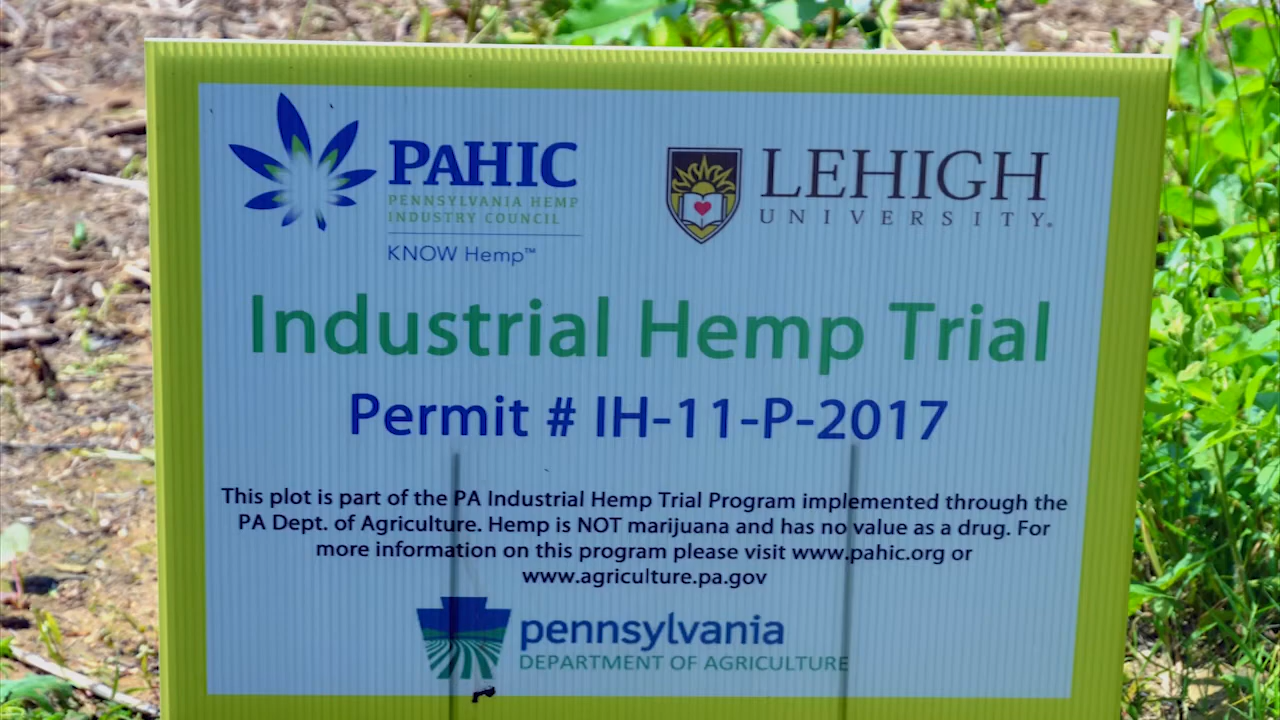 PAHIC
PENNSYLVANIA HEMP
INDUSTRY COUNCIL
KNOW Hemp™
LEHIGH
UNIVERSITY®
Industrial Hemp Trial
Permit # IH-11-P-2017
This plot is part of the PA Industrial Hemp Trial Program implemented through the
PA Dept. of Agriculture. Hemp is NOT marijuana and has no value as a drug. For
more information on this program please visit www.pahic.org or
www.agriculture.pa.gov
pennsylvania
DEPARTMENT OF AGRICULTURE